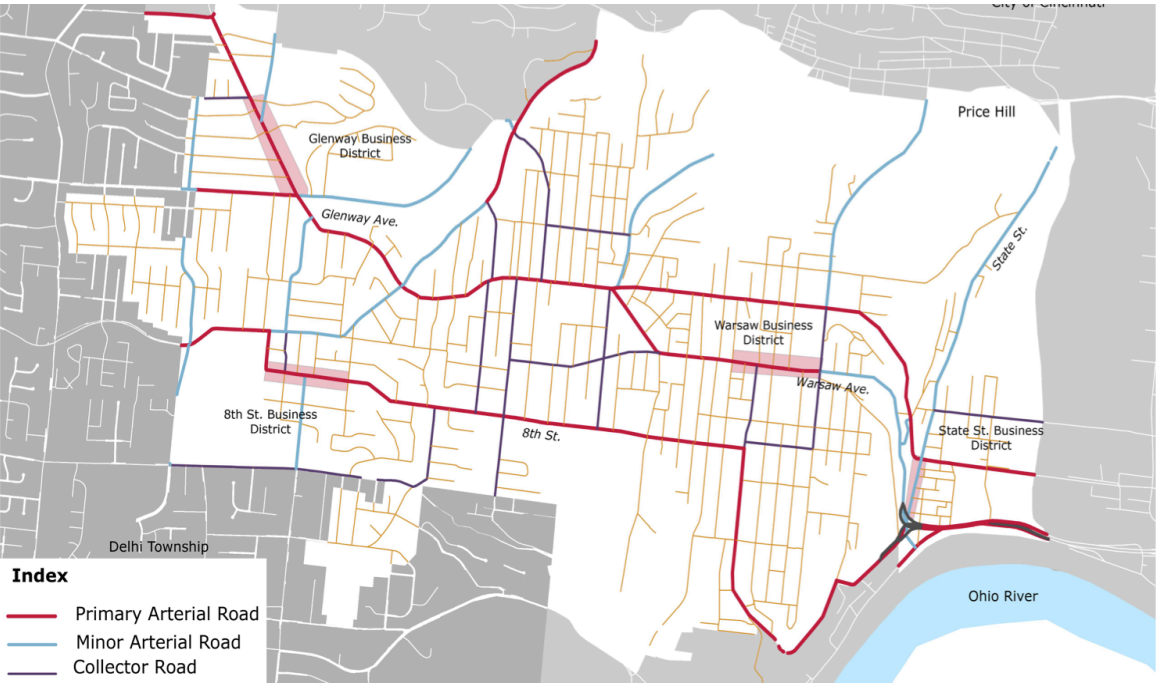 City of Cincinnati
Price Hill
Glenway Business
District
Glenway Ave.
State St.
Warsaw Business
District
Warsaw Ave.
8th St. Business
District
8th St.
State St. Business
District
Delhi Township
Ohio River
Index
Primary Arterial Road
Minor Arterial Road
Collector Road